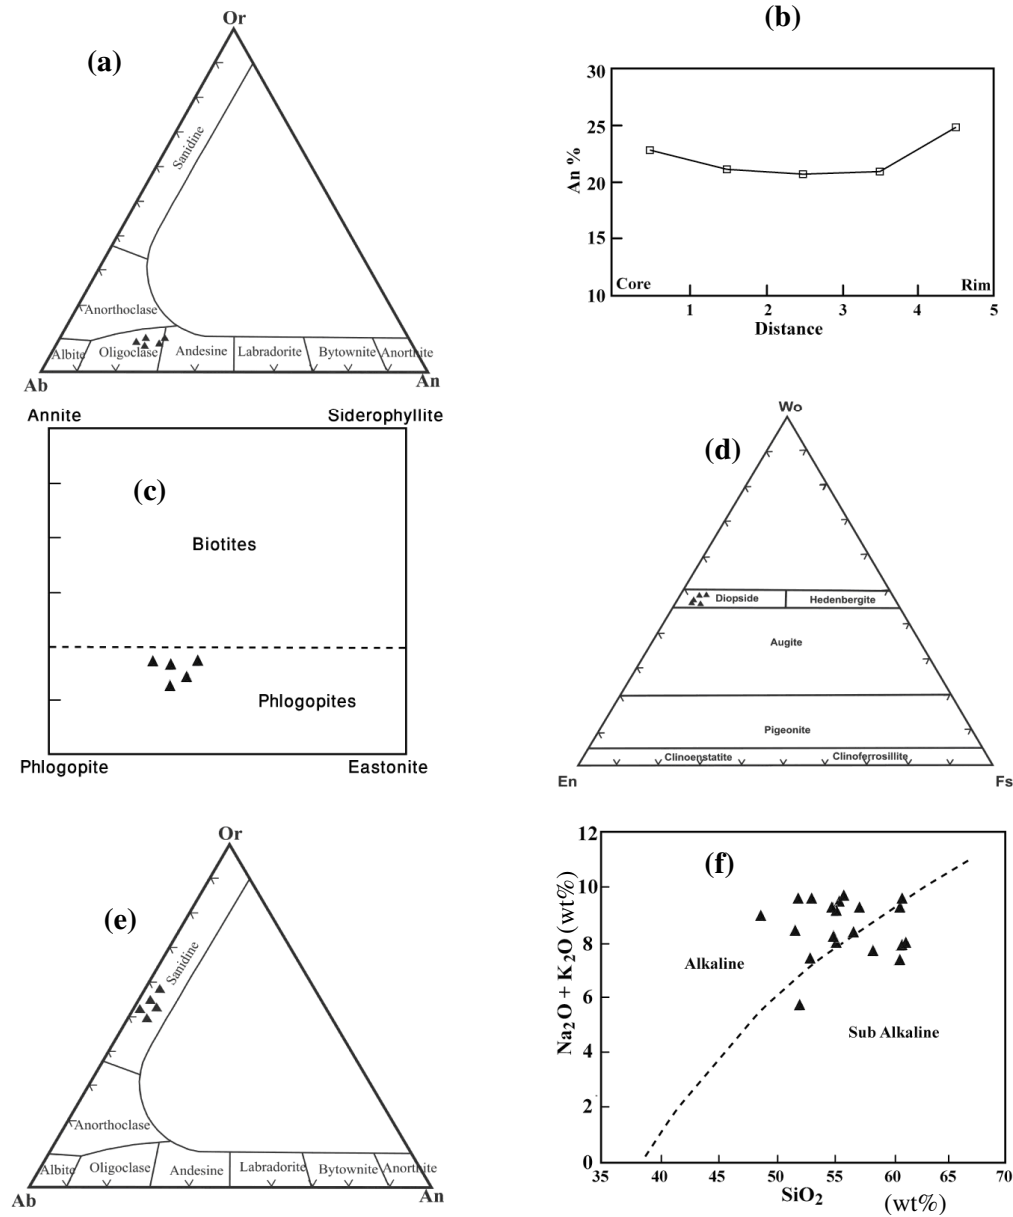 Or
(a)
Sanidine
Anorthoclase
Albite
Oligoclase
Andesine
Labradorite
Bytownite
Anorthite
Ab
An
(b)
30
25
20
15
10
An %
Core
Rim
1
2
3
4
5
Distance
Annite
Siderophyllite
(c)
Biotites
Phlogopites
Phlogopite
Eastonite
Wo
(d)
Diopside
Hedenbergite
Augite
Pigeonite
Clinoenstatite
Clinoferrosillite
En
Fs
Or
(e)
Sanidine
Anorthoclase
Albite
Oligoclase
Andesine
Labradorite
Bytownite
Anorthite
Ab
An
12
10
8
6
4
2
0
Na₂O + K₂O (wt%)
(f)
Alkaline
Sub Alkaline
35
40
45
50
55
60
65
70
SiO₂
(wt%)